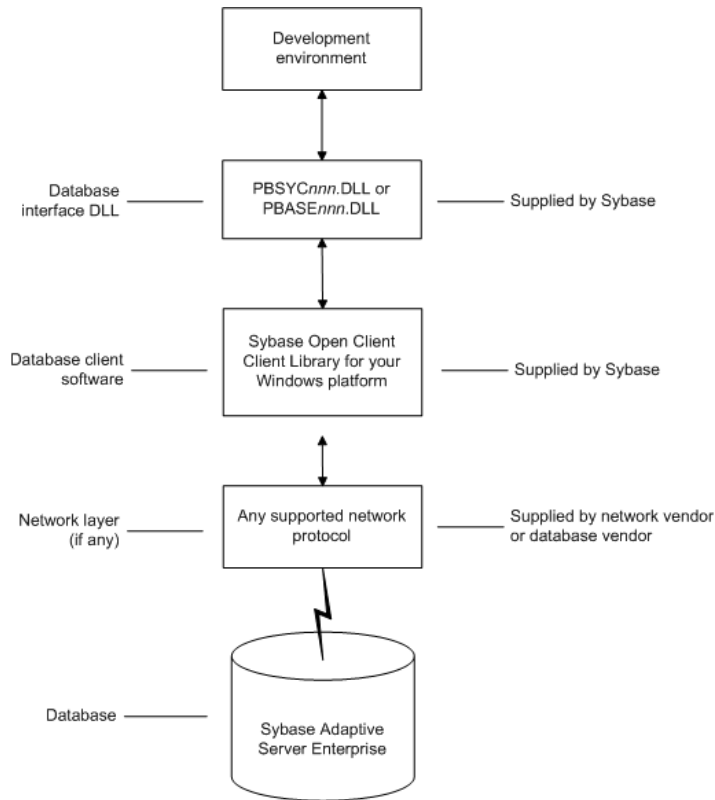 Development
environment
Database
interface DLL
PBSYCnnn.DLL or
PBASEnnn.DLL
Supplied by Sybase
Database client
software
Sybase Open Client
Client Library for your
Windows platform
Supplied by Sybase
Network layer
(if any)
Any supported network
protocol
Supplied by network vendor
or database vendor
Database
Sybase Adaptive
Server Enterprise